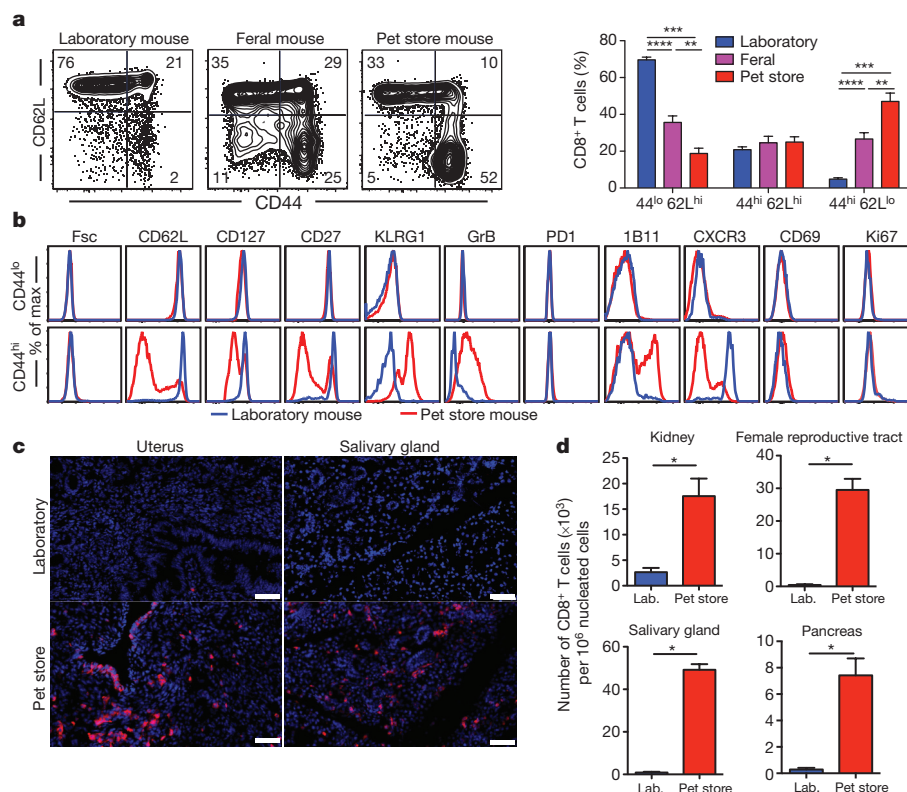 a
Laboratory mouse
76
21
2
Feral mouse
35
29
11
25
Pet store mouse
33
10
5
52
CD62L
CD44
CD8+ T cells (%)
80
60
40
20
0
Laboratory
Feral
Pet store
***
**** **
***
**** **
44lo 62Lhi
44hi 62Lhi
44hi 62Llo
b
Fsc CD62L CD127 CD27 KLRG1 GrB PD1 1B11 CXCR3 CD69 Ki67
CD44lo
CD44hi
% of max
Laboratory mouse
Pet store mouse
c
Uterus
Salivary gland
Laboratory
Pet store
d
Number of CD8+ T cells (×10³)
per 10⁶ nucleated cells
Kidney
25
20
15
10
5
0
*
Lab. Pet store
Female reproductive tract
40
30
20
10
0
*
Lab. Pet store
Salivary gland
60
40
20
0
*
Lab. Pet store
Pancreas
10
8
6
4
2
0
*
Lab. Pet store